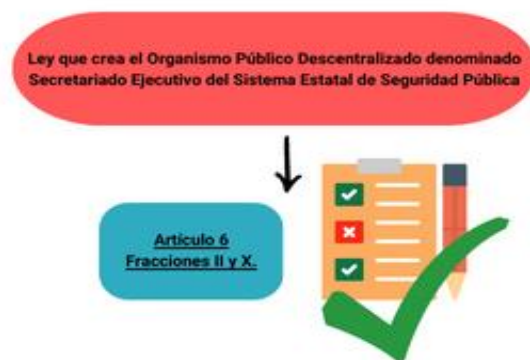 Ley que crea el Organismo Público Descentralizado denominado
Secretariado Ejecutivo del Sistema Estatal de Seguridad Pública
Artículo 6
Fracciones II y X.